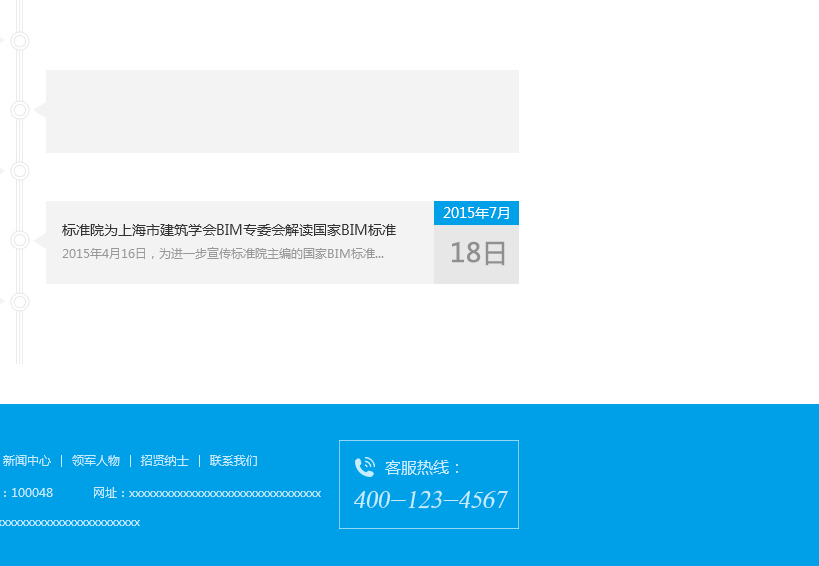 标准院为上海市建筑学会BIM专委会解读国家BIM标准
2015年4月16日，为进一步宣传标准院主编的国家BIM标准...
2015年7月
18日
新闻中心 | 领军人物 | 招贤纳士 | 联系我们
：100048 网址：xxxxxxxxxxxxxxxxxxxxxxxxxxxxxxxx
xxxxxxxxxxxxxxxxxxxxxxxx
客服热线：
400-123-4567